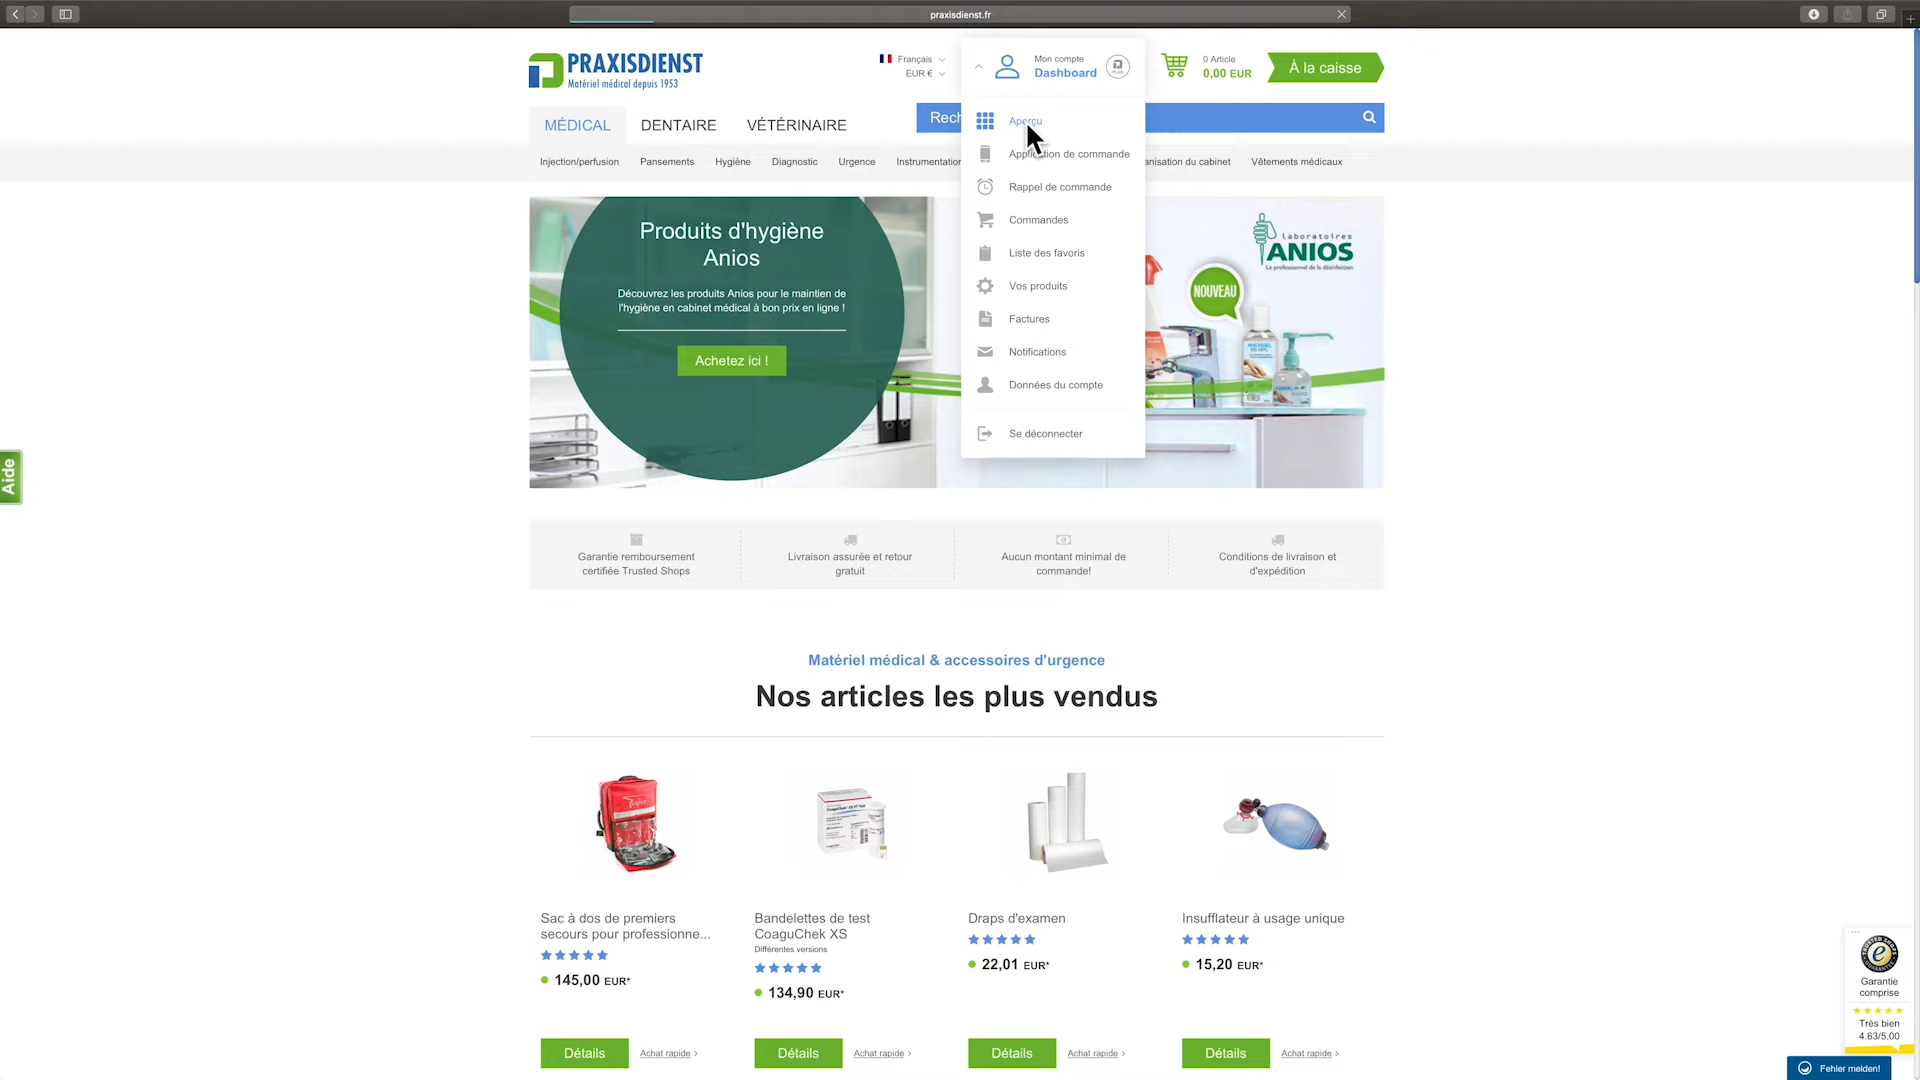 praxisdienst.fr
PRAXISDIENST
Matériel médical depuis 1953
Français
EUR €
Mon compte
Dashboard
PLUS
0 Article
0,00 EUR
À la caisse
MÉDICAL
DENTAIRE
VÉTÉRINAIRE
Rech
Injection/perfusion
Pansements
Hygiène
Diagnostic
Urgence
Instrumentation
anisation du cabinet
Vêtements médicaux
Aperçu
Application de commande
Rappel de commande
Commandes
Liste des favoris
Vos produits
Factures
Notifications
Données du compte
Se déconnecter
Produits d'hygiène
Anios
Découvrez les produits Anios pour le maintien de
l'hygiène en cabinet médical à bon prix en ligne !
Achetez ici !
laboratoires
ANIOS
Le professionnel de la désinfection
NOUVEAU
Aide
Garantie remboursement
certifiée Trusted Shops
Livraison assurée et retour
gratuit
Aucun montant minimal de
commande!
Conditions de livraison et
d'expédition
Matériel médical & accessoires d'urgence
Nos articles les plus vendus
Sac à dos de premiers
secours pour professionne...
145,00 EUR*
Détails
Achat rapide >
Bandelettes de test
CoaguChek XS
Différentes versions
134,90 EUR*
Détails
Achat rapide >
Draps d'examen
22,01 EUR*
Détails
Achat rapide >
Insufflateur à usage unique
15,20 EUR*
Détails
Achat rapide >
Garantie
comprise
Très bien
4.63/5.00
Fehler melden!